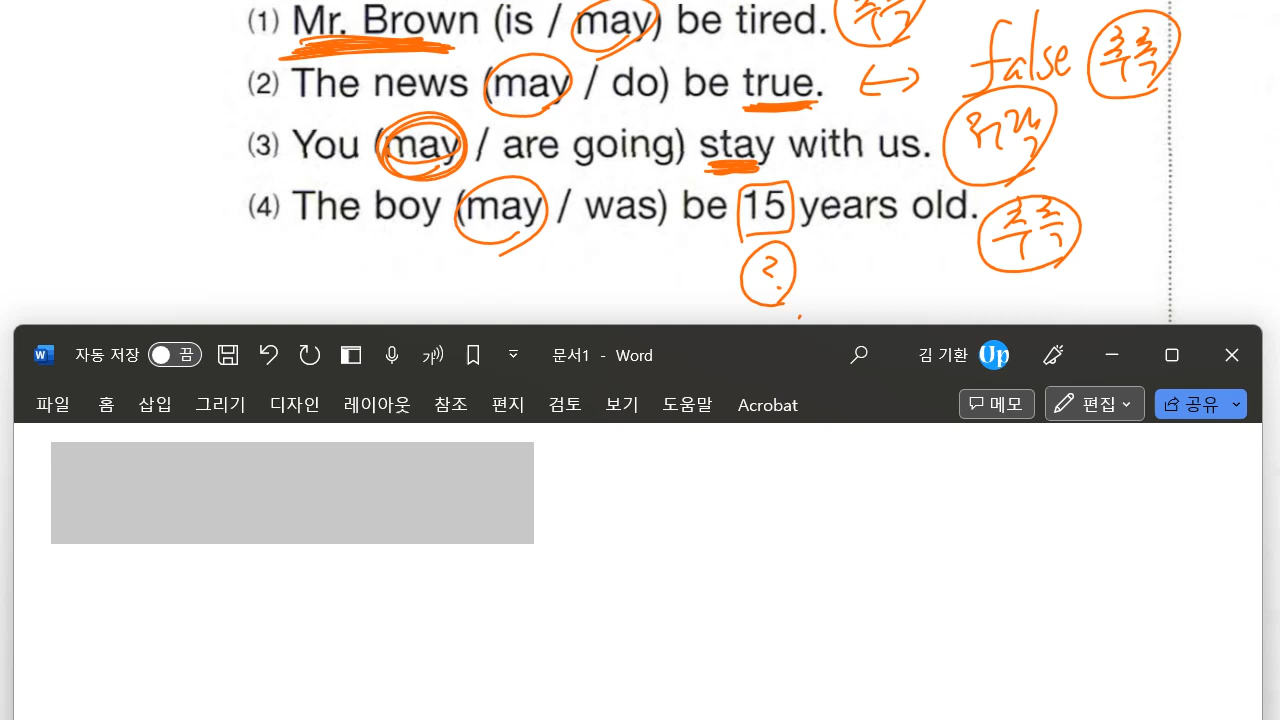 (1) Mr. Brown (is / may) be tired. 추측
(2) The news (may / do) be true. ↔ false 추측
(3) You (may / are going) stay with us. 허락
(4) The boy (may / was) be 15 years old. 추측
?
자동 저장 끔 문서1 - Word 김 기환 Up
파일 홈 삽입 그리기 디자인 레이아웃 참조 편지 검토 보기 도움말 Acrobat 메모 편집 공유